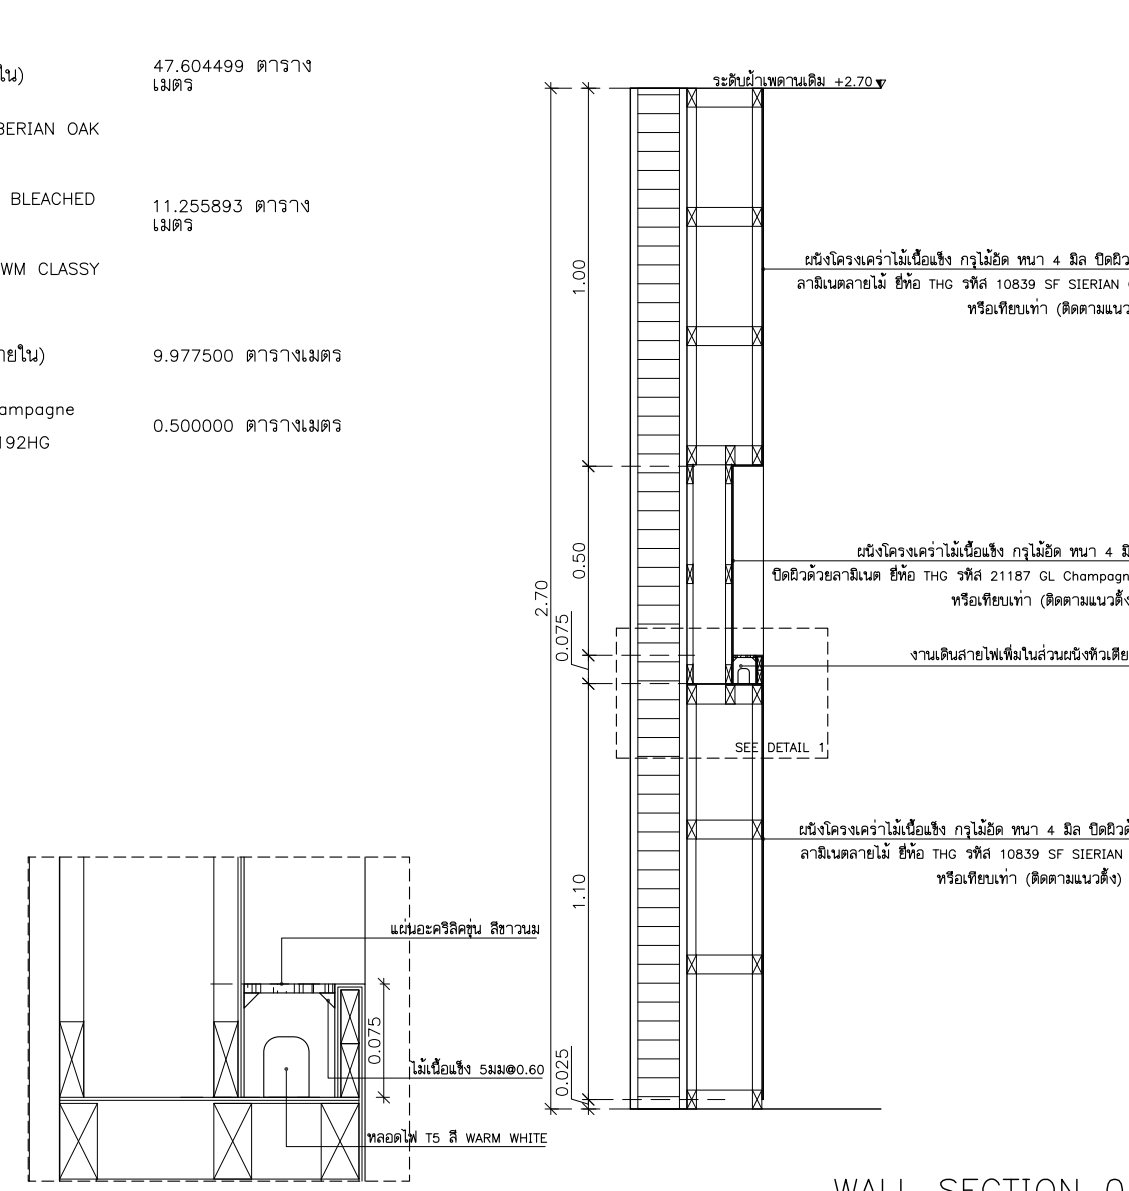 ใน)
47.604499 ตาราง
เมตร
BERIAN OAK
BLEACHED
11.255893 ตาราง
เมตร
WM CLASSY
ายใน)
9.977500 ตารางเมตร
ampagne
192HG
0.500000 ตารางเมตร
ระดับฝ้าเพดานเดิม +2.70
1.00
0.50
2.70
0.075
1.10
0.025
ผนังโครงเคร่าไม้เนื้อแข็ง กรุไม้อัด หนา 4 มิล ปิดผิว
ลามิเนตลายไม้ ยี่ห้อ THG รหัส 10839 SF SIERIAN
หรือเทียบเท่า (ติดตามแนว
ผนังโครงเคร่าไม้เนื้อแข็ง กรุไม้อัด หนา 4 มิ
ปิดผิวด้วยลามิเนต ยี่ห้อ THG รหัส 21187 GL Champagn
หรือเทียบเท่า (ติดตามแนวตั้ง
งานเดินสายไฟเพิ่มในส่วนผนังหัวเตีย
SEE DETAIL 1
ผนังโครงเคร่าไม้เนื้อแข็ง กรุไม้อัด หนา 4 มิล ปิดผิวด้
ลามิเนตลายไม้ ยี่ห้อ THG รหัส 10839 SF SIERIAN
หรือเทียบเท่า (ติดตามแนวตั้ง)
แผ่นอะคริลิคขุ่น สีขาวนม
0.075
ไม้เนื้อแข็ง 5มม@0.60
หลอดไฟ T5 สี WARM WHITE
WALL SECTION 0